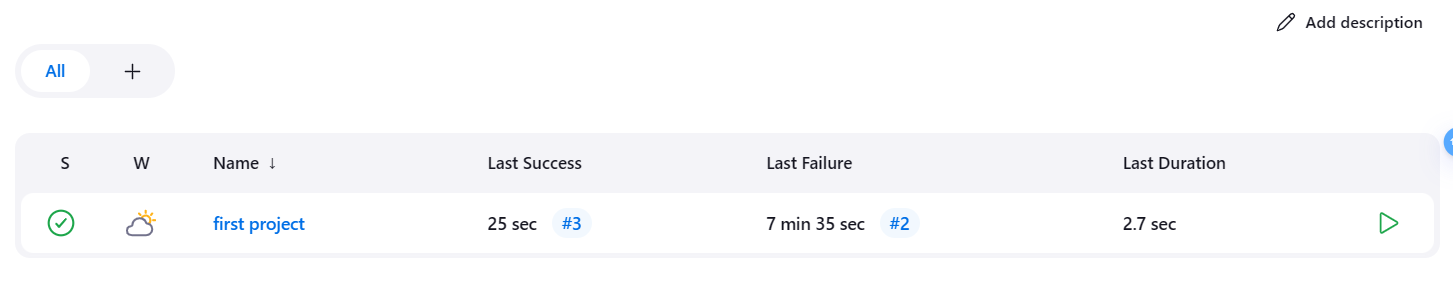 Add description
All +
S W Name ↓ Last Success Last Failure Last Duration
first project 25 sec #3 7 min 35 sec #2 2.7 sec